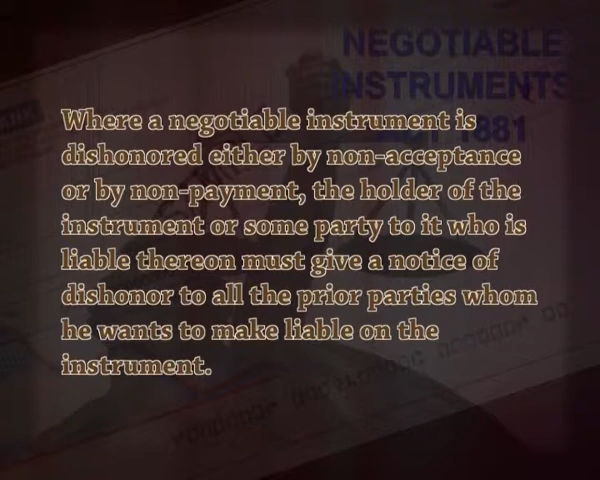 NEGOTIABLE
INSTRUMENTS
1881
Where a negotiable instrument is
dishonored either by non-acceptance
or by non-payment, the holder of the
instrument or some party to it who is
liable thereon must give a notice of
dishonor to all the prior parties whom
he wants to make liable on the
instrument.